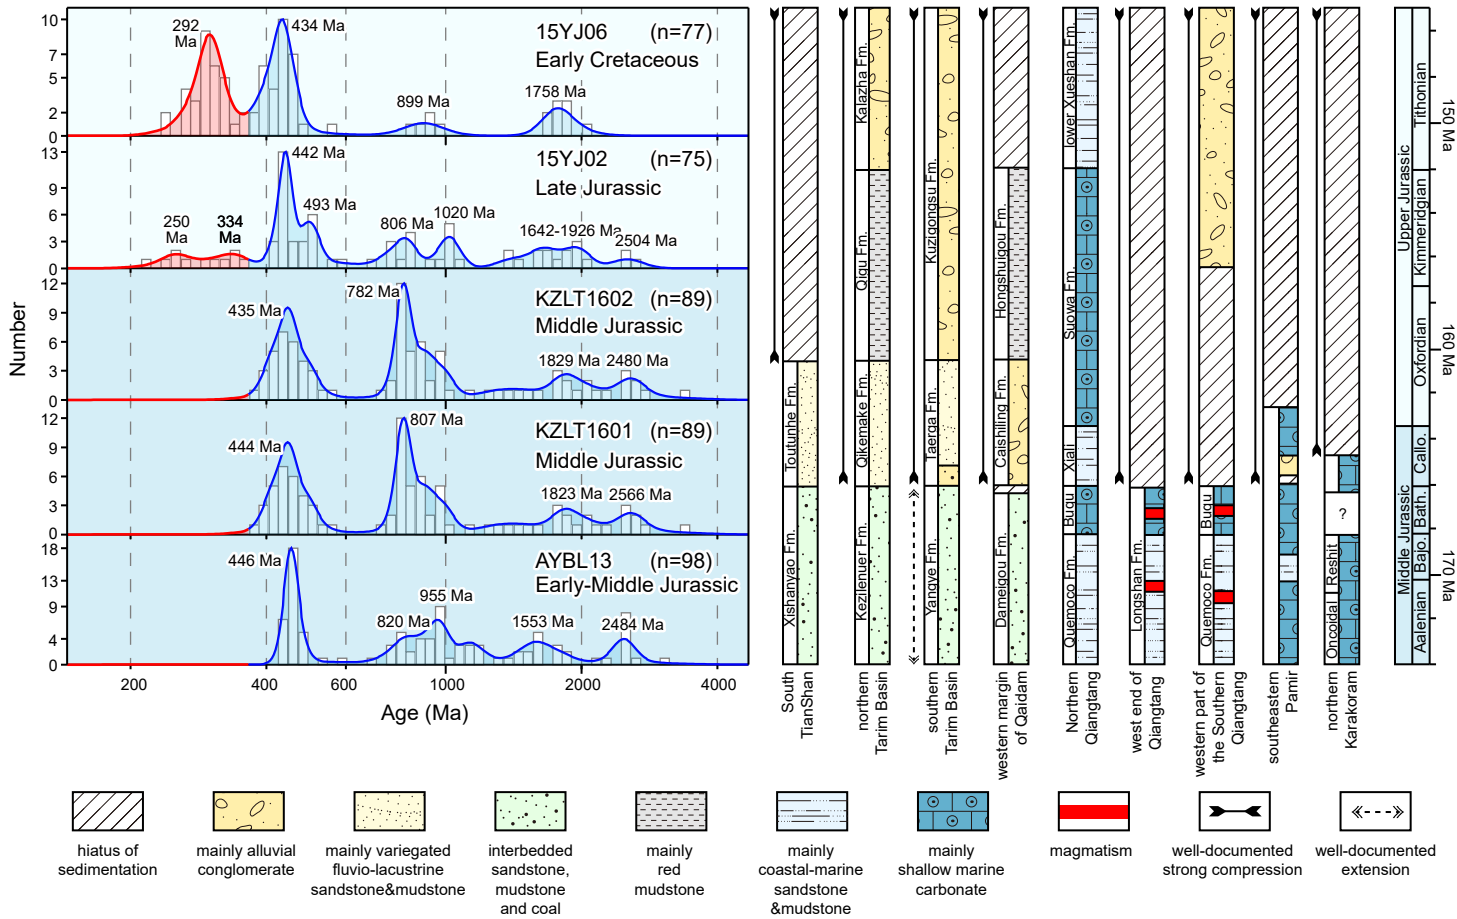 10
7
5
2
0
292
Ma
434 Ma
899 Ma
1758 Ma
15YJ06 (n=77)
Early Cretaceous
13
9
6
3
0
250
Ma
334
Ma
442 Ma
493 Ma
806 Ma
1020 Ma
1642-1926 Ma
2504 Ma
15YJ02 (n=75)
Late Jurassic
12
9
6
3
0
435 Ma
782 Ma
1829 Ma
2480 Ma
KZLT1602 (n=89)
Middle Jurassic
12
9
6
3
0
444 Ma
807 Ma
1823 Ma
2566 Ma
KZLT1601 (n=89)
Middle Jurassic
18
13
9
4
0
446 Ma
820 Ma
955 Ma
1553 Ma
2484 Ma
AYBL13 (n=98)
Early-Middle Jurassic
Number
200
400
600
1000
2000
4000
Age (Ma)
Toutunhe Fm.
Xishanyao Fm.
South
TianShan
Kalazha Fm.
Qigu Fm.
Qikemake Fm.
Kezilenuer Fm.
northern
Tarim Basin
Kuzigongsu Fm.
Taerga Fm.
Yangye Fm.
southern
Tarim Basin
Hongshuigou Fm.
Caishiling Fm.
Dameigou Fm.
western margin
of Qaidam
lower Xueshan Fm.
Suowa Fm.
Xiali
Buqu
Quemoco Fm.
Northern
Qiangtang
Longshan Fm.
west end of
Qiangtang
Buqu
Quemoco Fm.
western part of
the Southern
Qiangtang
southeastern
Pamir
?
Reshit
Oncoidal
northern
Karakoram
Upper Jurassic
Middle Jurassic
Tithonian
Kimmeridgian
Oxfordian
Callo.
Bath.
Bajo.
Aalenian
150 Ma
160 Ma
170 Ma
hiatus of
sedimentation
mainly alluvial
conglomerate
mainly variegated
fluvio-lacustrine
sandstone&mudstone
interbedded
sandstone,
mudstone
and coal
mainly
red
mudstone
mainly
coastal-marine
sandstone
&mudstone
mainly
shallow marine
carbonate
magmatism
well-documented
strong compression
well-documented
extension